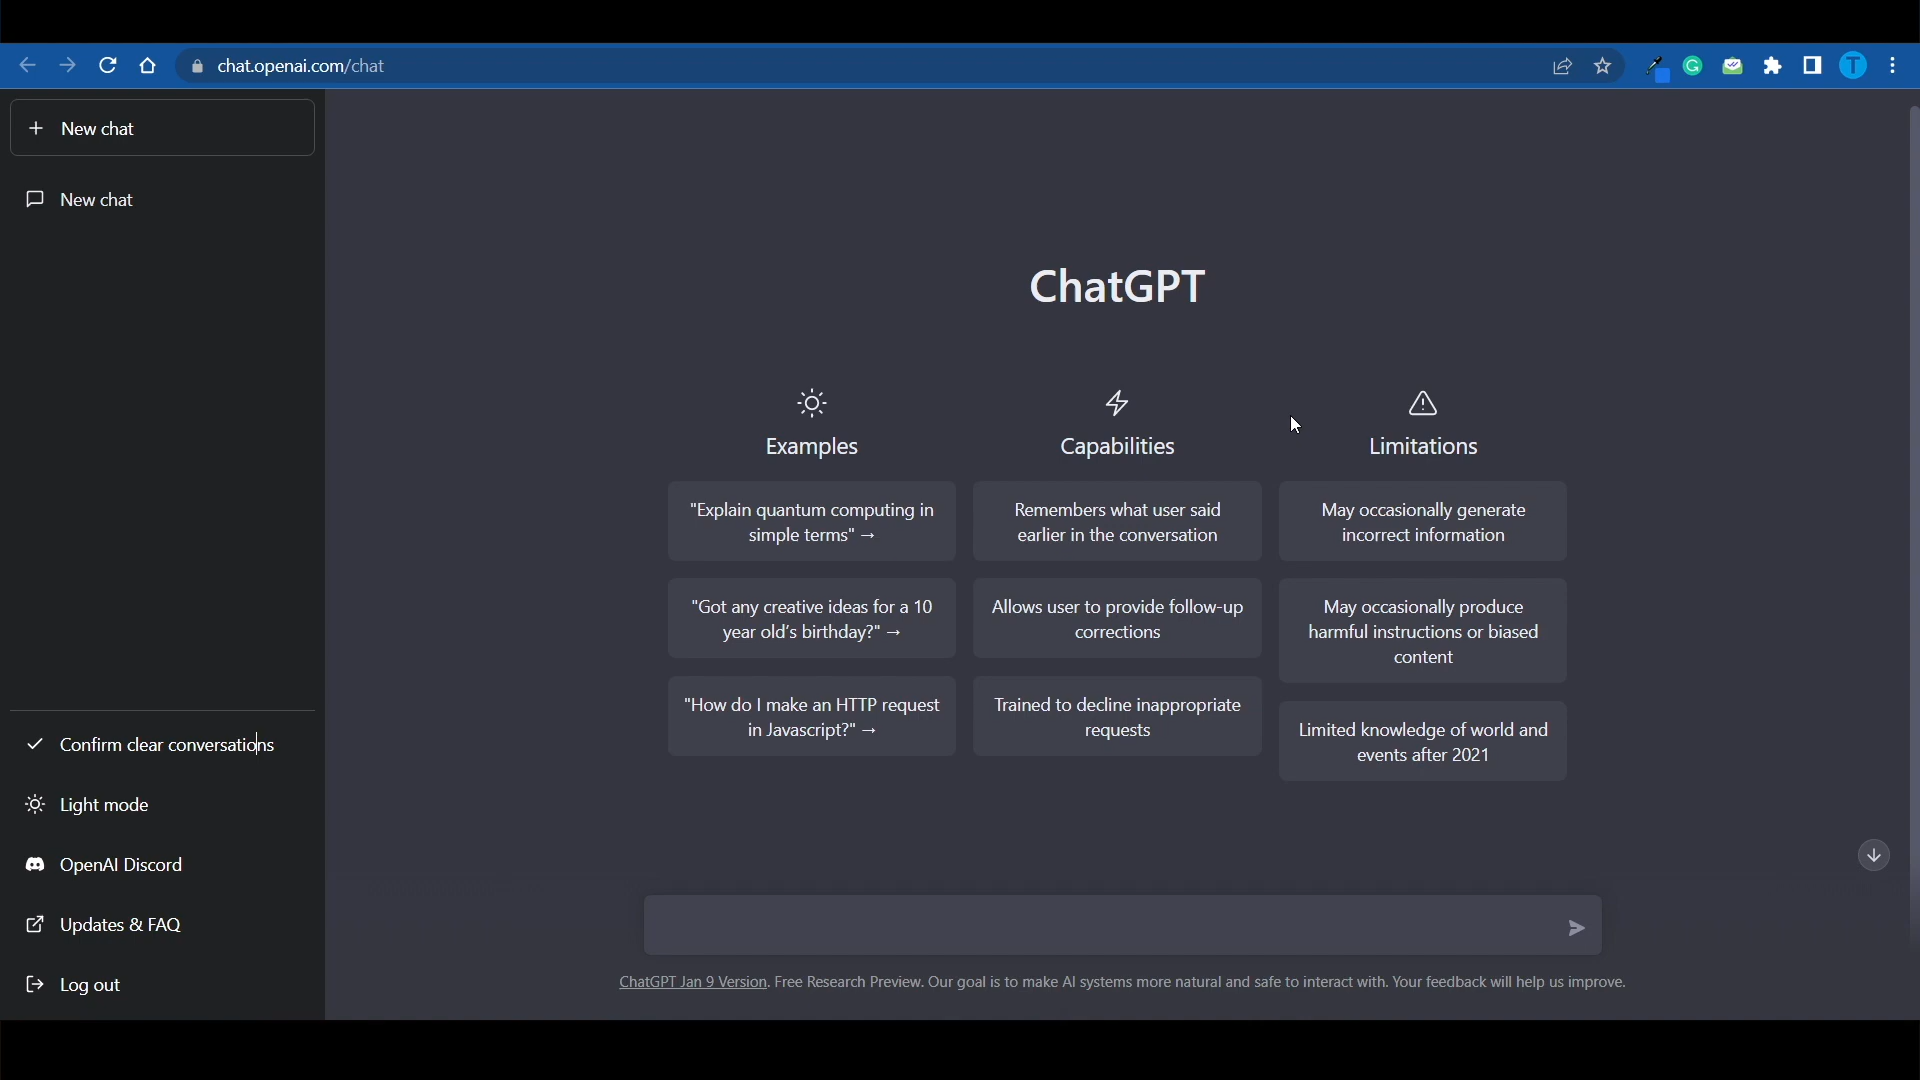 chat.openai.com/chat
T
New chat
New chat
Confirm clear conversations
Light mode
OpenAI Discord
Updates & FAQ
Log out
ChatGPT
Examples
"Explain quantum computing in
simple terms" →
"Got any creative ideas for a 10
year old's birthday?" →
"How do I make an HTTP request
in Javascript?" →
Capabilities
Remembers what user said
earlier in the conversation
Allows user to provide follow-up
corrections
Trained to decline inappropriate
requests
Limitations
May occasionally generate
incorrect information
May occasionally produce
harmful instructions or biased
content
Limited knowledge of world and
events after 2021
ChatGPT Jan 9 Version. Free Research Preview. Our goal is to make AI systems more natural and safe to interact with. Your feedback will help us improve.